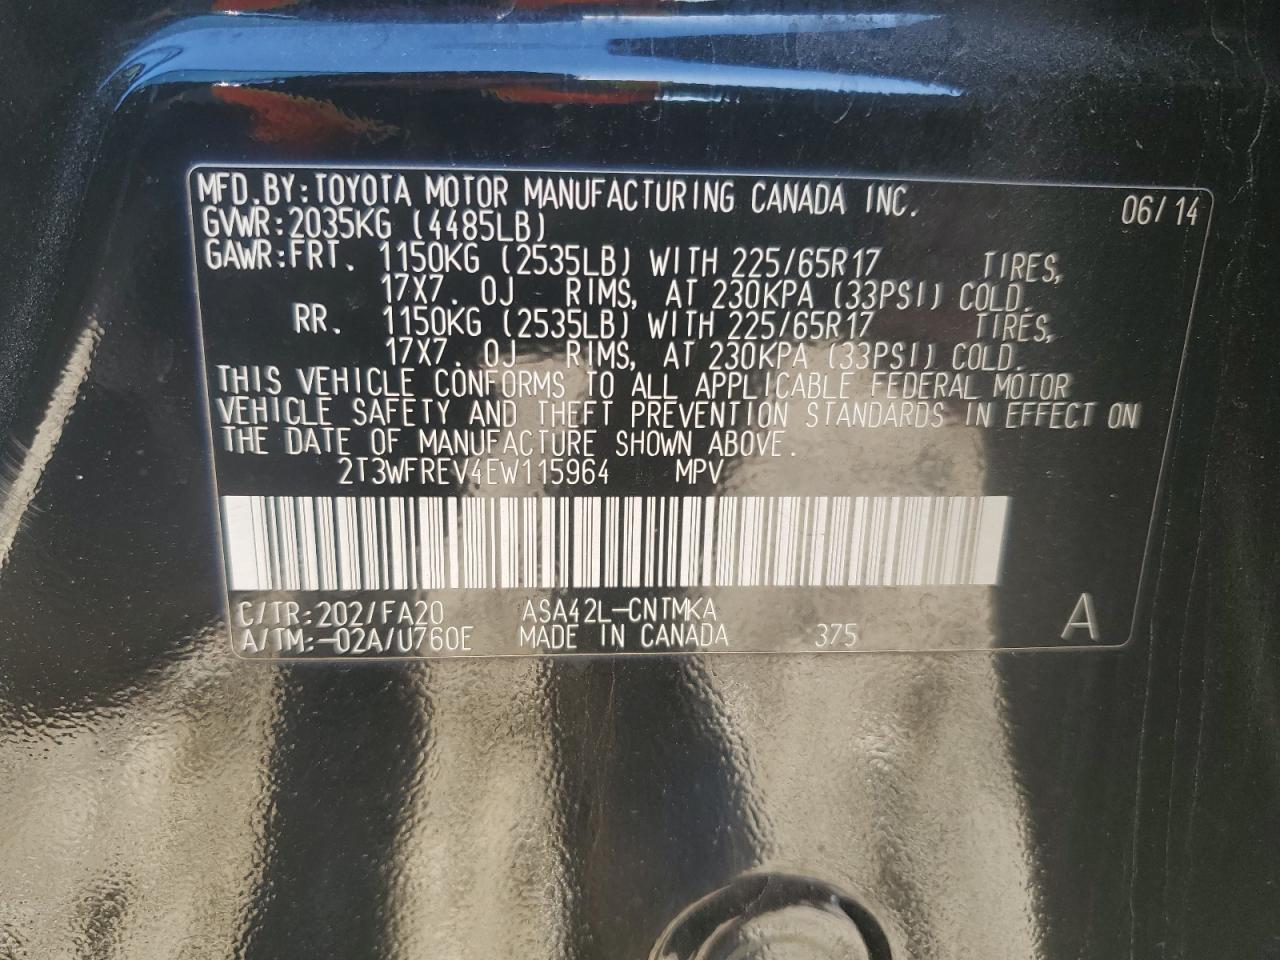 MFD.BY:TOYOTA MOTOR MANUFACTURING CANADA INC. 06/14
GVWR:2035KG (4485LB)
GAWR:FRT. 1150KG (2535LB) WITH 225/65R17 TIRES,
17X7.0J RIMS, AT 230KPA (33PSI) COLD.
RR. 1150KG (2535LB) WITH 225/65R17 TIRES,
17X7.0J RIMS, AT 230KPA (33PSI) COLD.
THIS VEHICLE CONFORMS TO ALL APPLICABLE FEDERAL MOTOR
VEHICLE SAFETY AND THEFT PREVENTION STANDARDS IN EFFECT ON
THE DATE OF MANUFACTURE SHOWN ABOVE.
2T3WFREV4EW115964 MPV
C/TR:202/FA20 ASA42L-CNTMKA
A/TM:-02A/U760E MADE IN CANADA 375 A